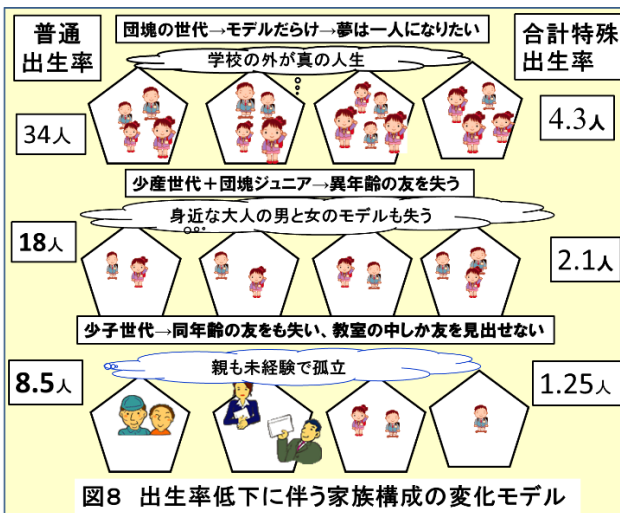 団塊の世代→モデルだらけ→夢は一人になりたい
普通
出生率
合計特殊
出生率
学校の外が真の人生
34人
4.3人
少産世代+団塊ジュニア→異年齢の友を失う
身近な大人の男と女のモデルも失う
18人
2.1人
少子世代→同年齢の友をも失い、教室の中しか友を見出せない
親も未経験で孤立
8.5人
1.25人
図8 出生率低下に伴う家族構成の変化モデル